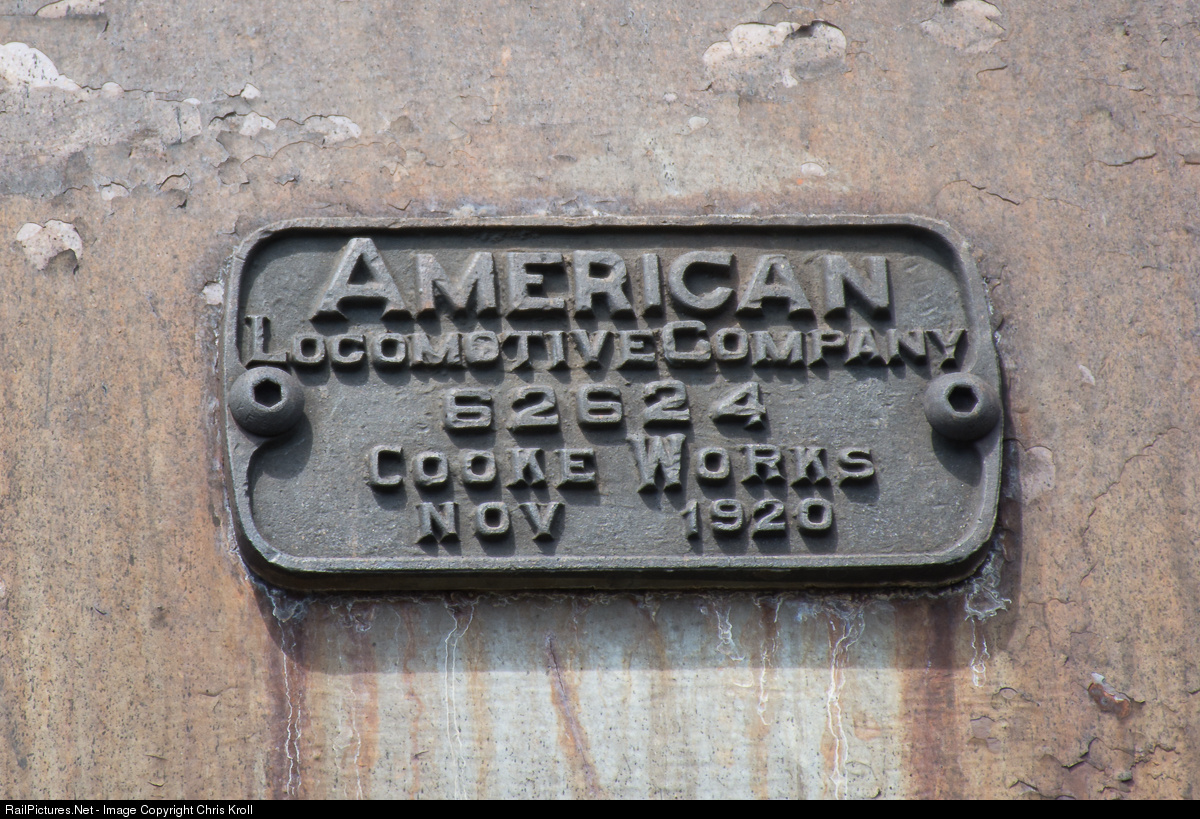 AMERICAN
LOCOMOTIVE COMPANY
62624
COOKE WORKS
NOV 1920
RailPictures.Net - Image Copyright Chris Kroll